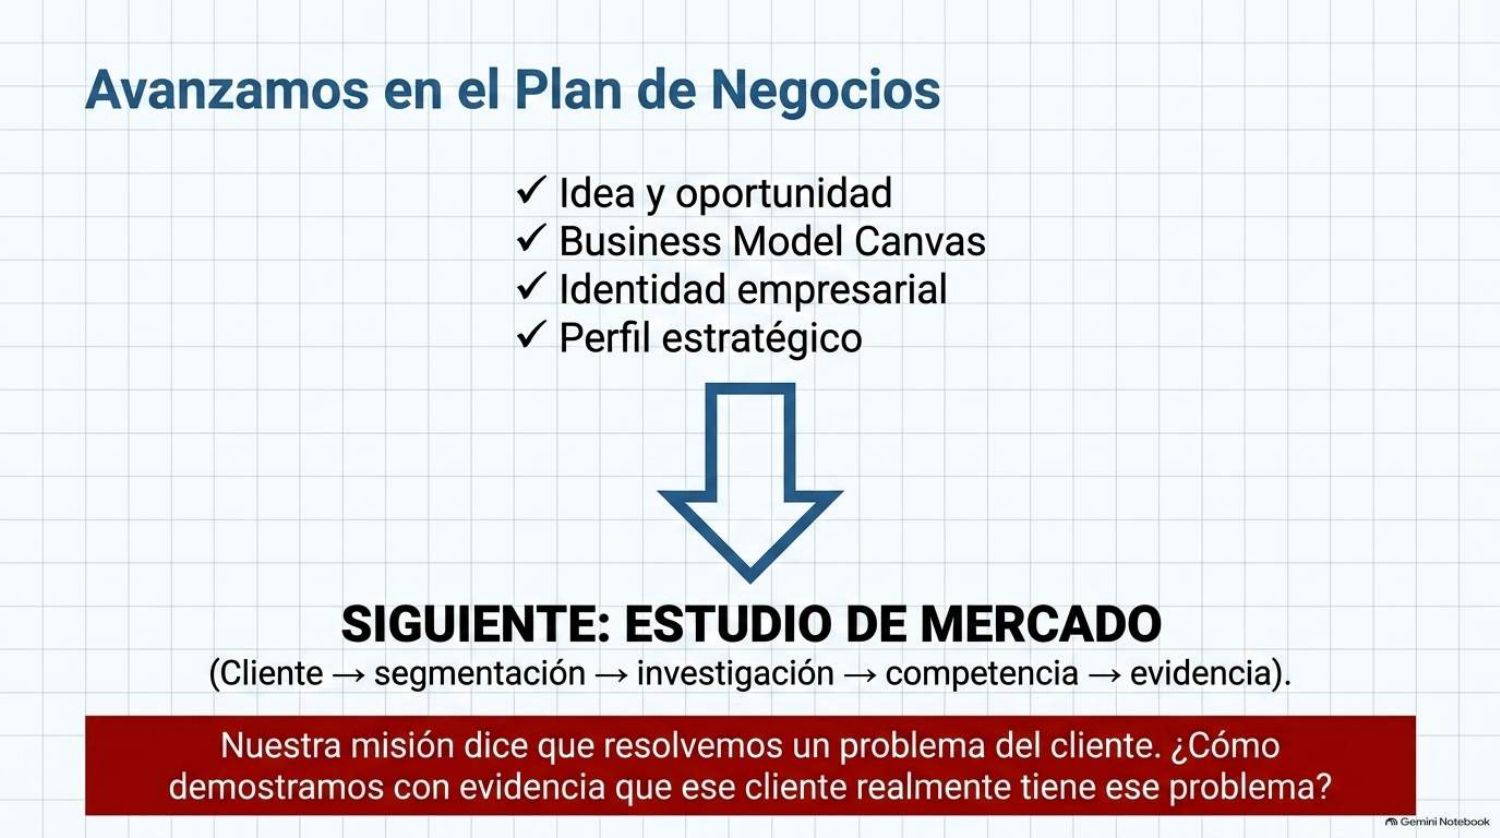 Avanzamos en el Plan de Negocios
✓ Idea y oportunidad
✓ Business Model Canvas
✓ Identidad empresarial
✓ Perfil estratégico
SIGUIENTE: ESTUDIO DE MERCADO
(Cliente → segmentación → investigación → competencia → evidencia).
Nuestra misión dice que resolvemos un problema del cliente. ¿Cómo
demostramos con evidencia que ese cliente realmente tiene ese problema?
Gemini Notebook